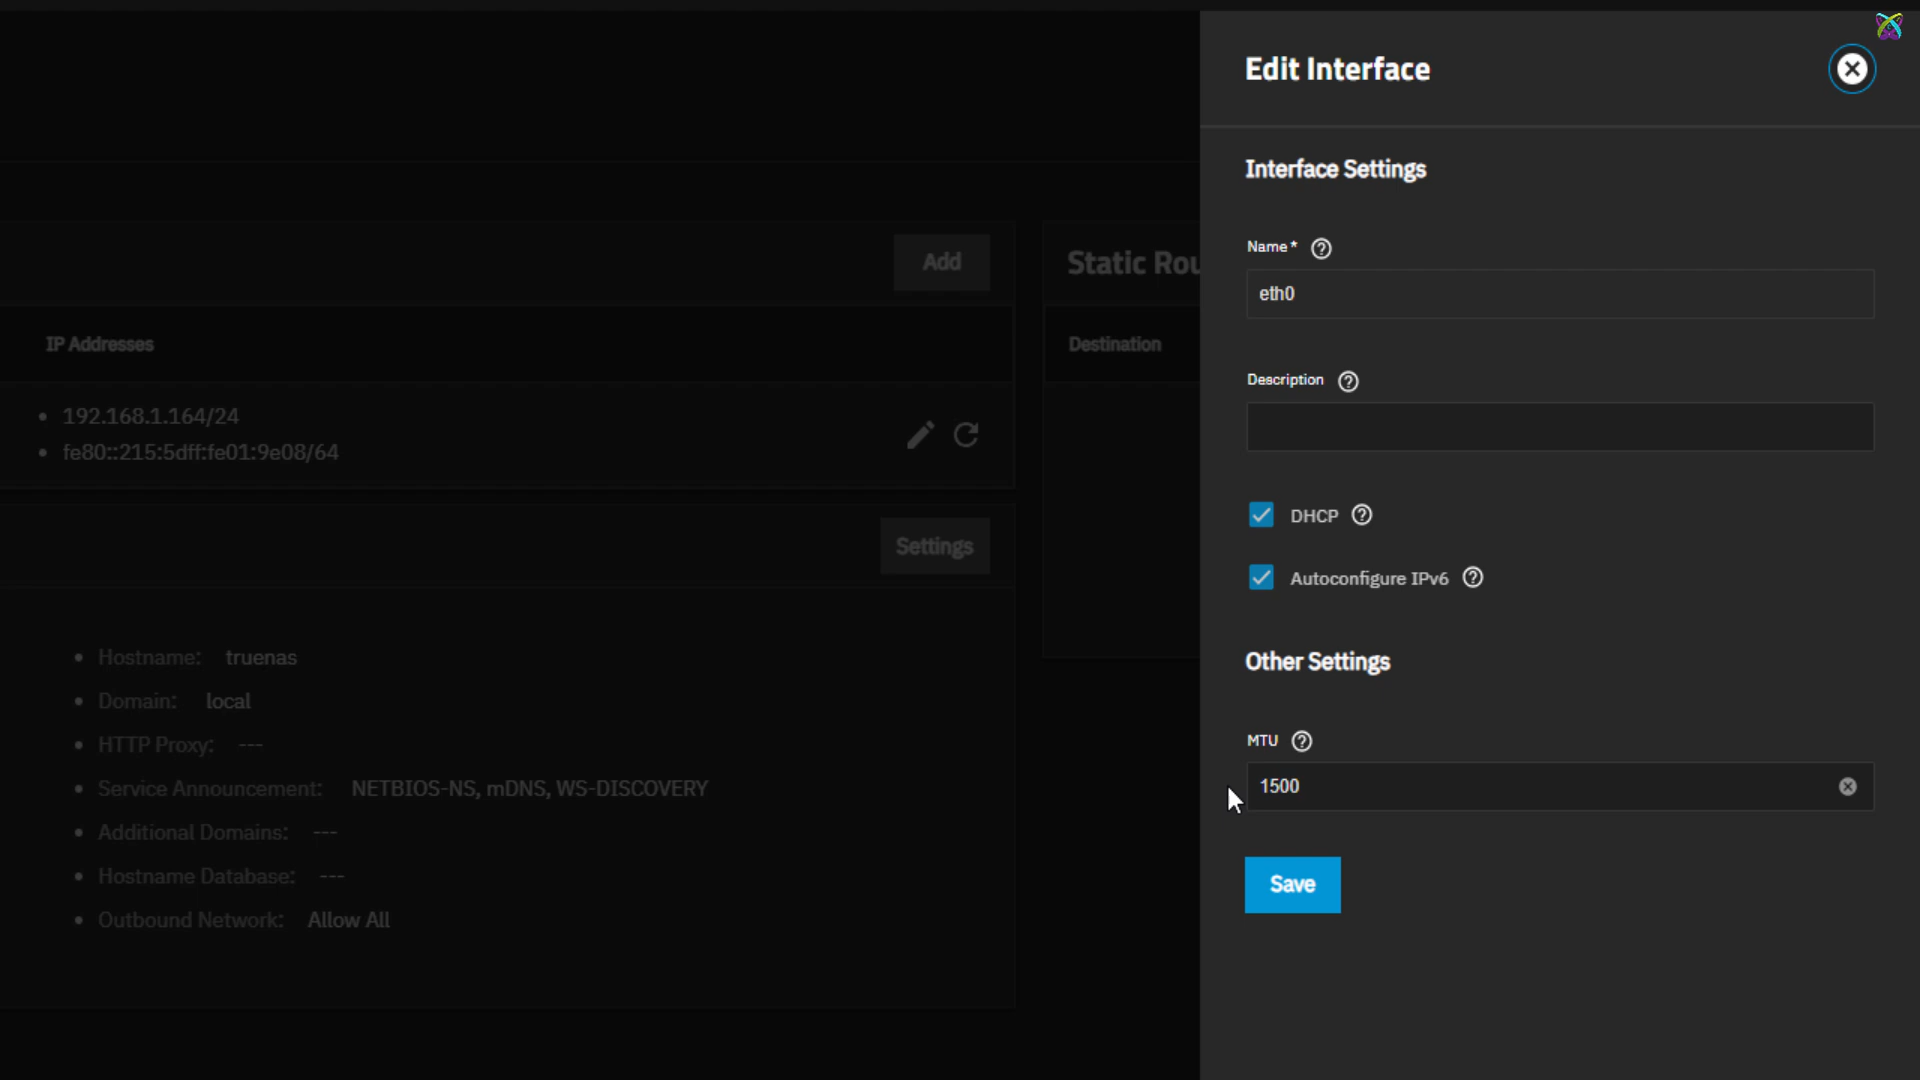 Edit Interface
Interface Settings
Name*
eth0
Description
DHCP
Autoconfigure IPv6
Other Settings
MTU
1500
Save
Add
IP Addresses
192.168.1.164/24
fe80::215:5dff:fe01:9e08/64
Static Rou
Destination
Settings
Hostname: truenas
Domain: local
HTTP Proxy: ---
Service Announcement: NETBIOS-NS, mDNS, WS-DISCOVERY
Additional Domains: ---
Hostname Database: ---
Outbound Network: Allow All